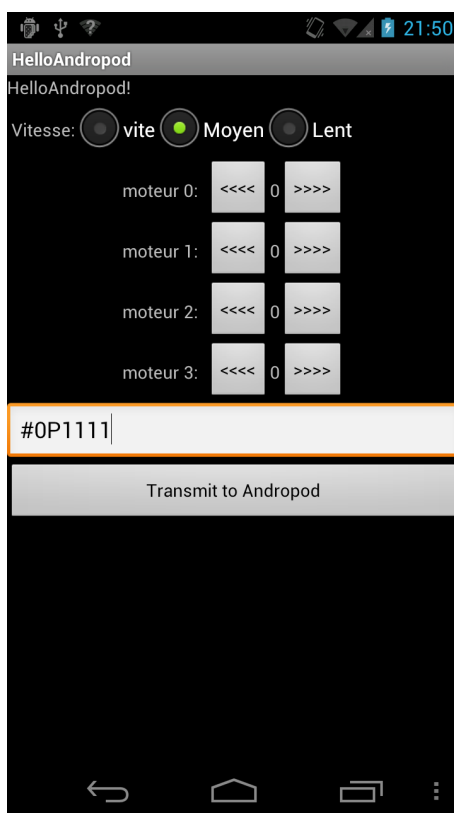 21:50
HelloAndropod
HelloAndropod!
Vitesse: vite Moyen Lent
moteur 0: <<<< 0 >>>>
moteur 1: <<<< 0 >>>>
moteur 2: <<<< 0 >>>>
moteur 3: <<<< 0 >>>>
#0P1111
Transmit to Andropod